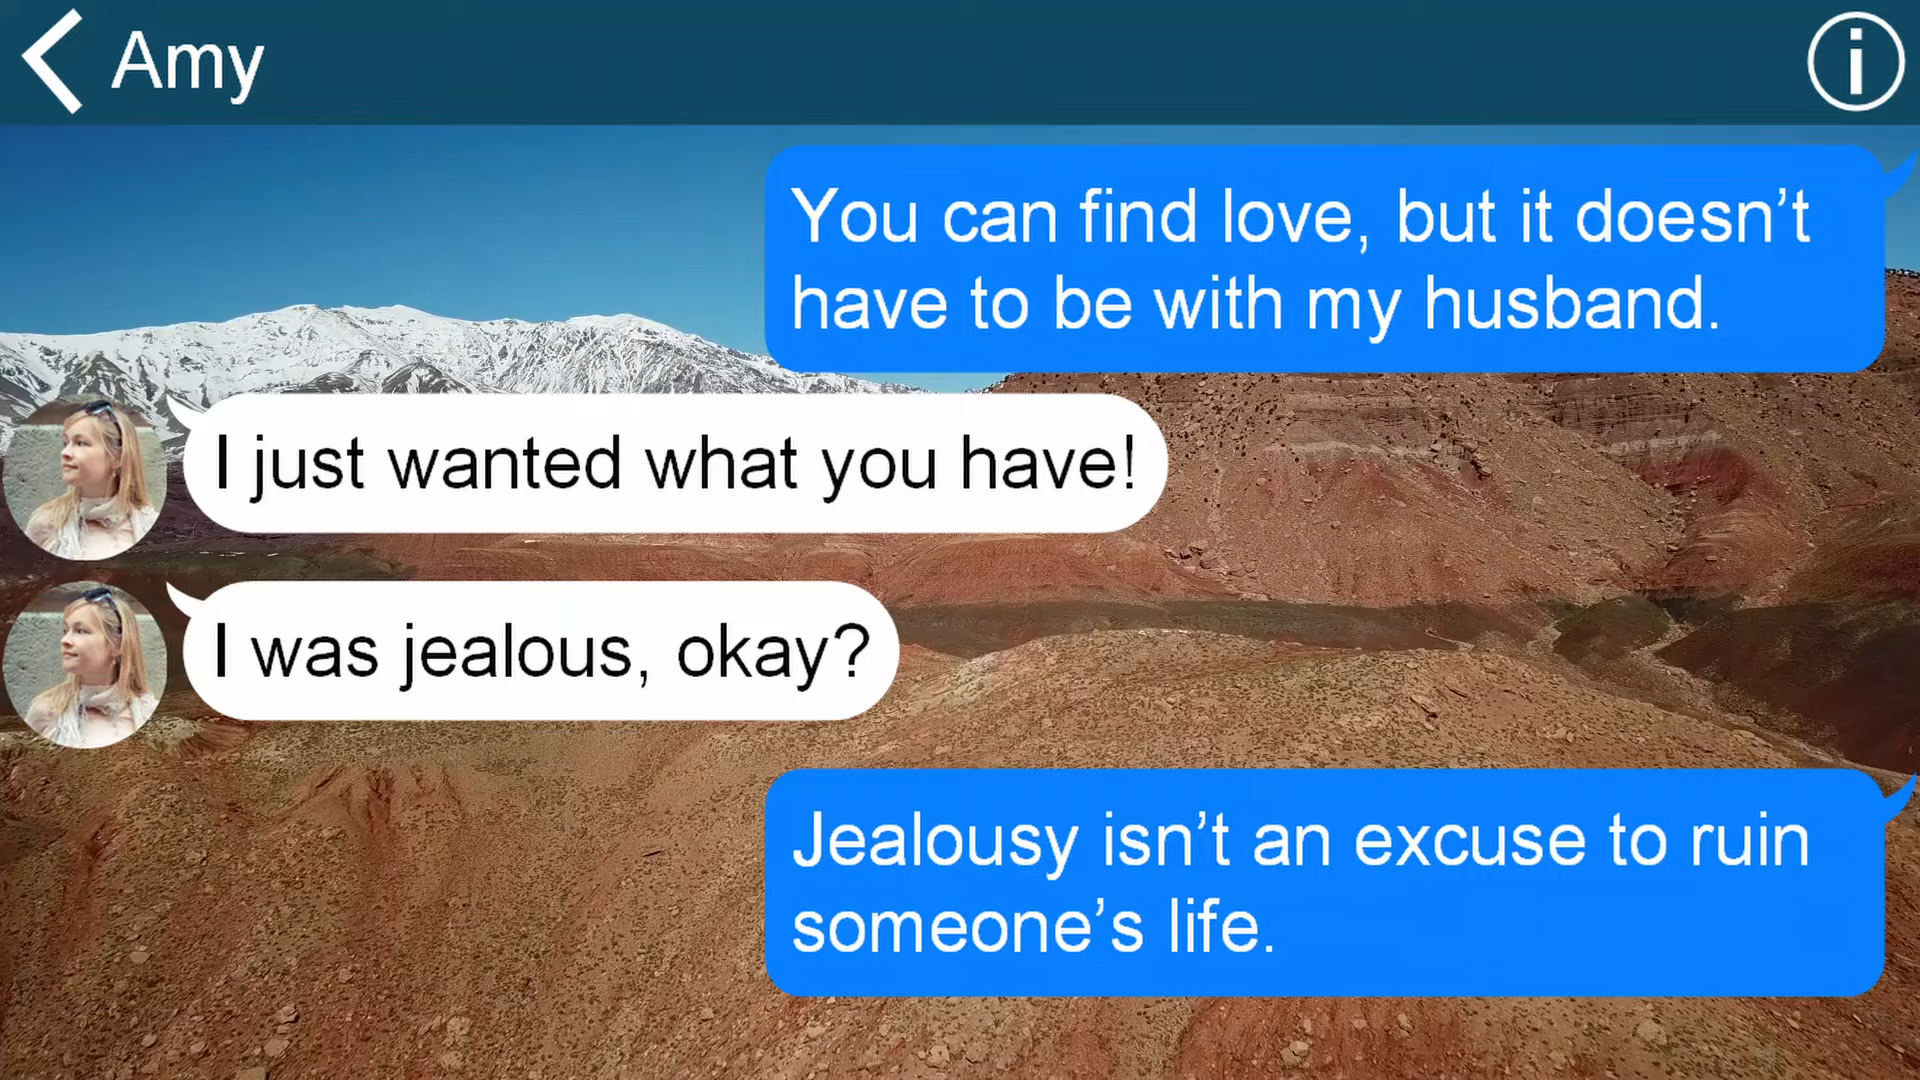 Amy
You can find love, but it doesn’t
have to be with my husband.
I just wanted what you have!
I was jealous, okay?
Jealousy isn’t an excuse to ruin
someone’s life.